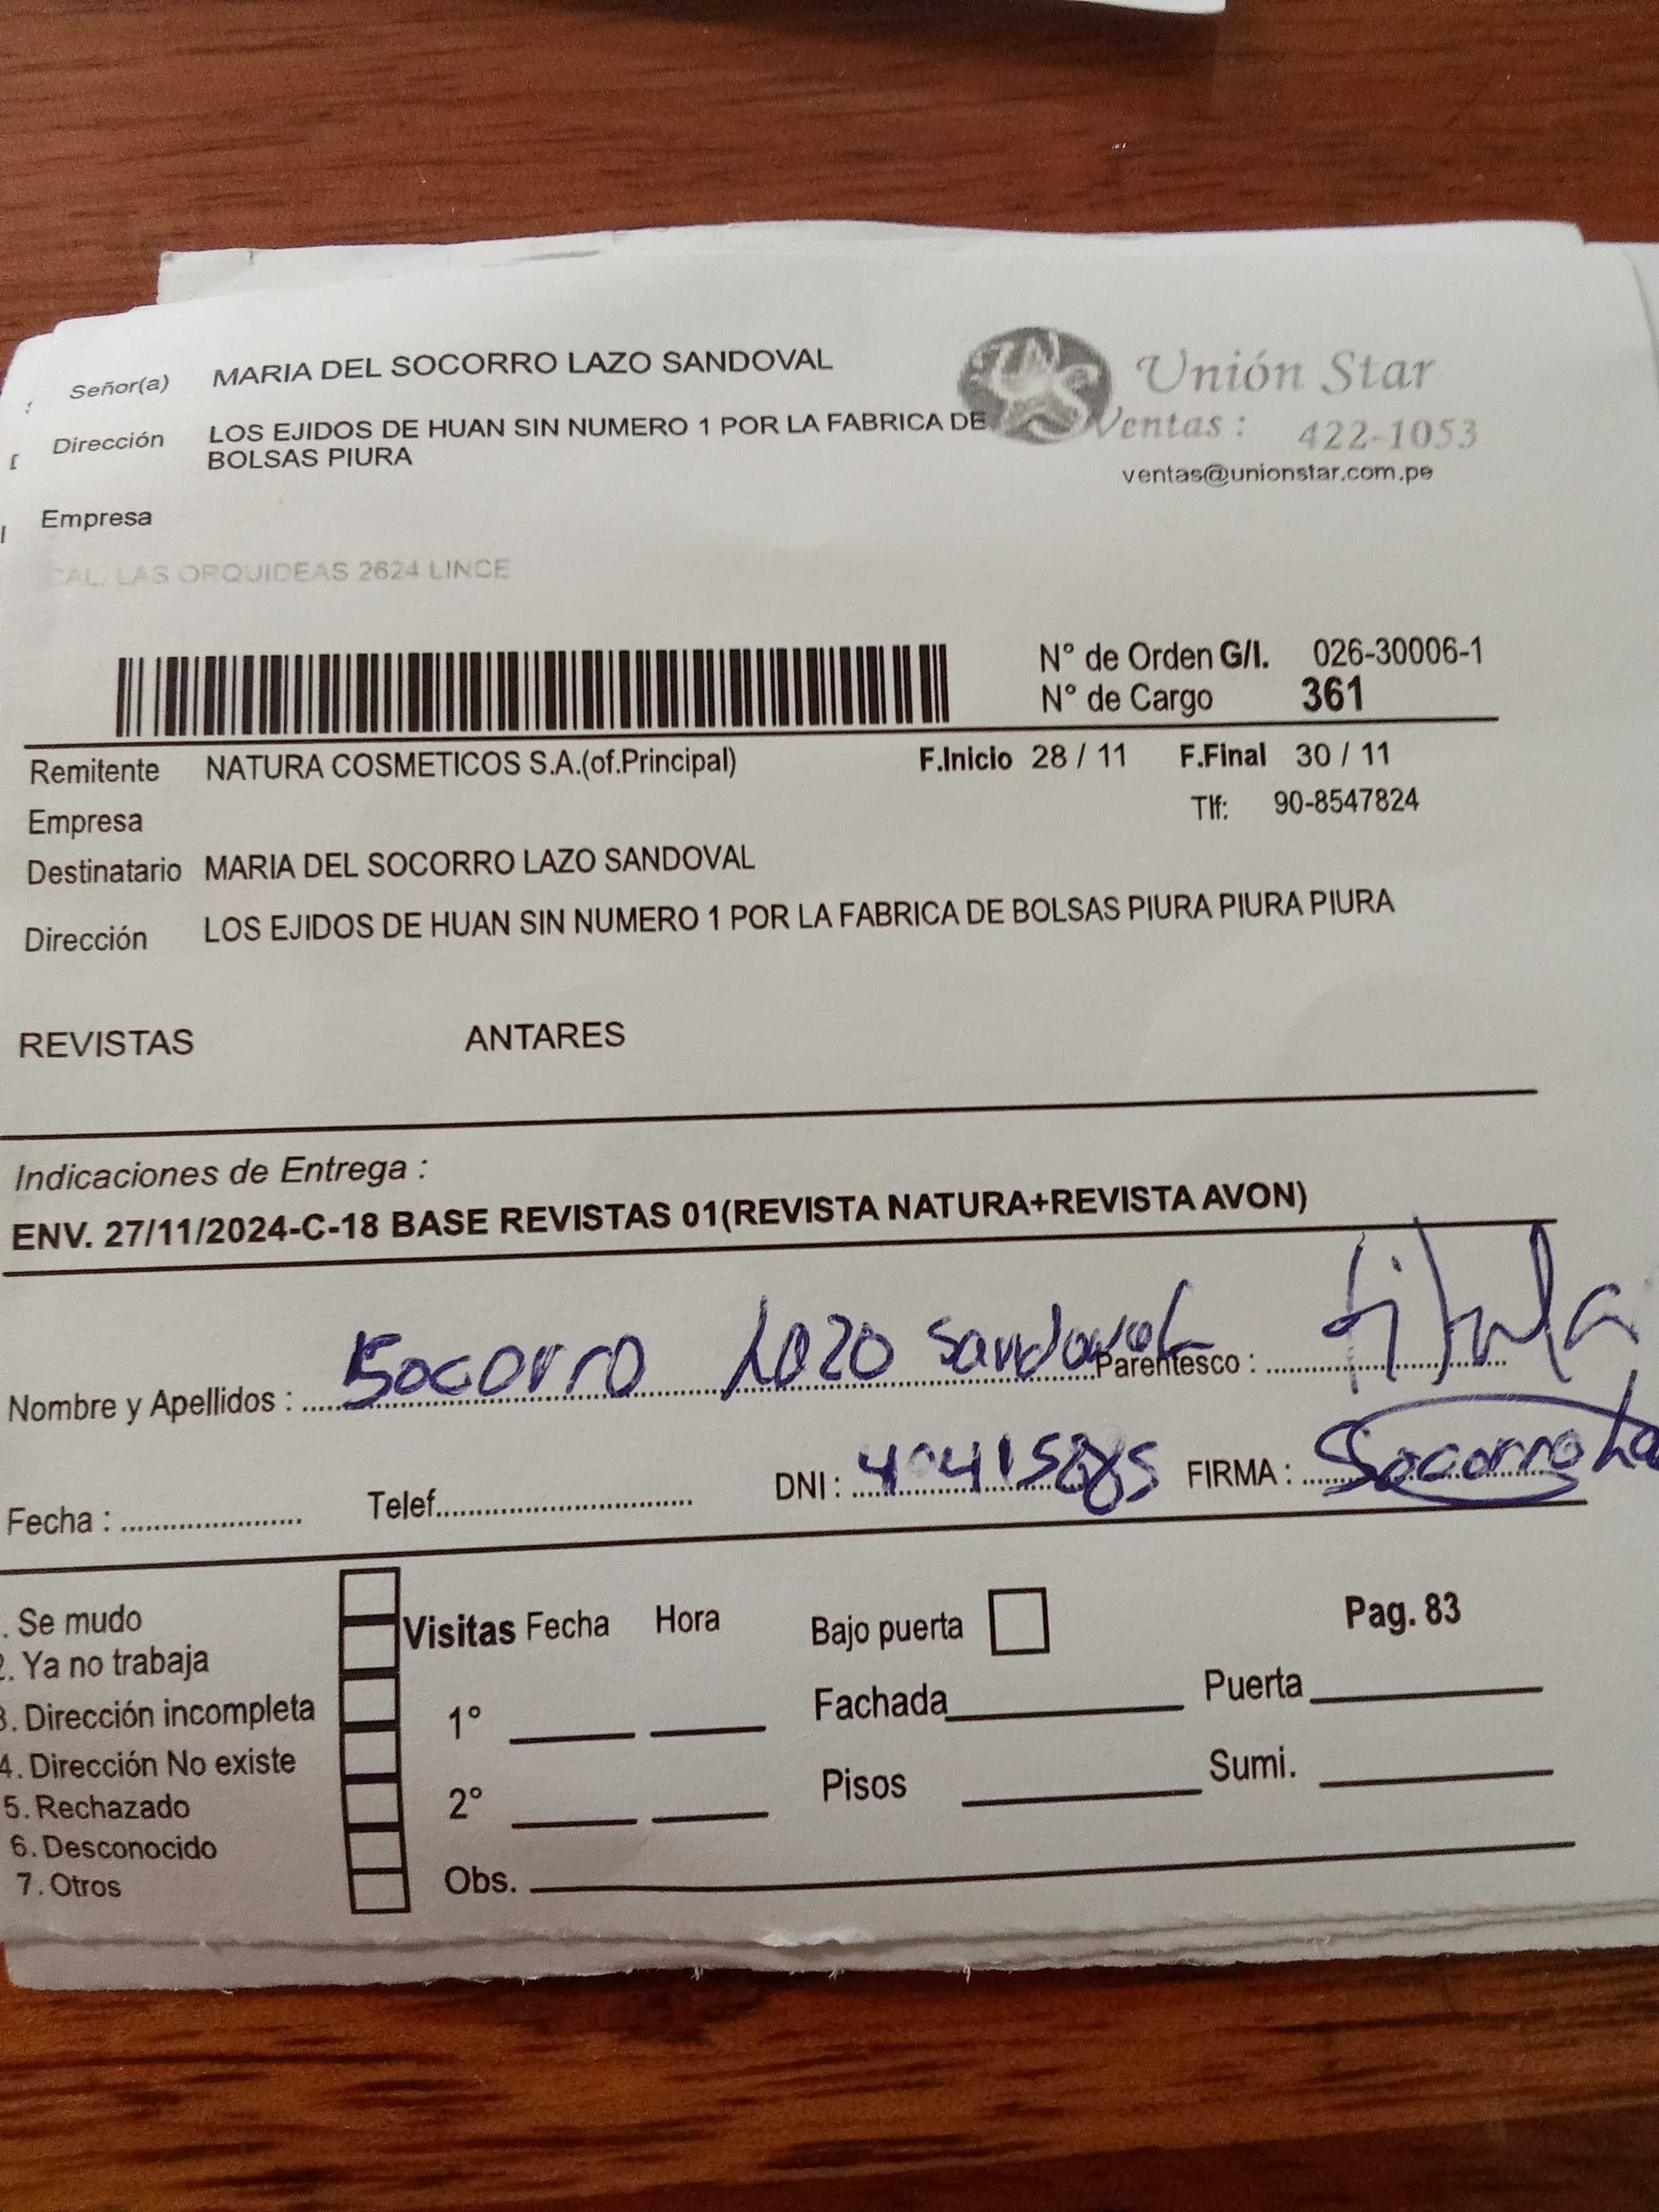 Señor(a) MARIA DEL SOCORRO LAZO SANDOVAL
Dirección LOS EJIDOS DE HUAN SIN NUMERO 1 POR LA FABRICA DE
BOLSAS PIURA
Empresa
CAL. LAS ORQUIDEAS 2624 LINCE
Unión Star
Ventas : 422-1053
ventas@unionstar.com.pe
N° de Orden G/I. 026-30006-1
N° de Cargo 361
Remitente NATURA COSMETICOS S.A.(of.Principal) F.Inicio 28 / 11 F.Final 30 / 11
Empresa Tlf: 90-8547824
Destinatario MARIA DEL SOCORRO LAZO SANDOVAL
Dirección LOS EJIDOS DE HUAN SIN NUMERO 1 POR LA FABRICA DE BOLSAS PIURA PIURA PIURA
REVISTAS ANTARES
Indicaciones de Entrega :
ENV. 27/11/2024-C-18 BASE REVISTAS 01(REVISTA NATURA+REVISTA AVON)
Nombre y Apellidos : Socorro Lazo Sandoval Parentesco : titula
Fecha : Telef. DNI : FIRMA : Socorro La
. Se mudo
2. Ya no trabaja
3. Dirección incompleta
4. Dirección No existe
5. Rechazado
6. Desconocido
7. Otros
Visitas Fecha Hora
1°
2°
Obs.
Bajo puerta Pag. 83
Fachada Puerta
Pisos Sumi.